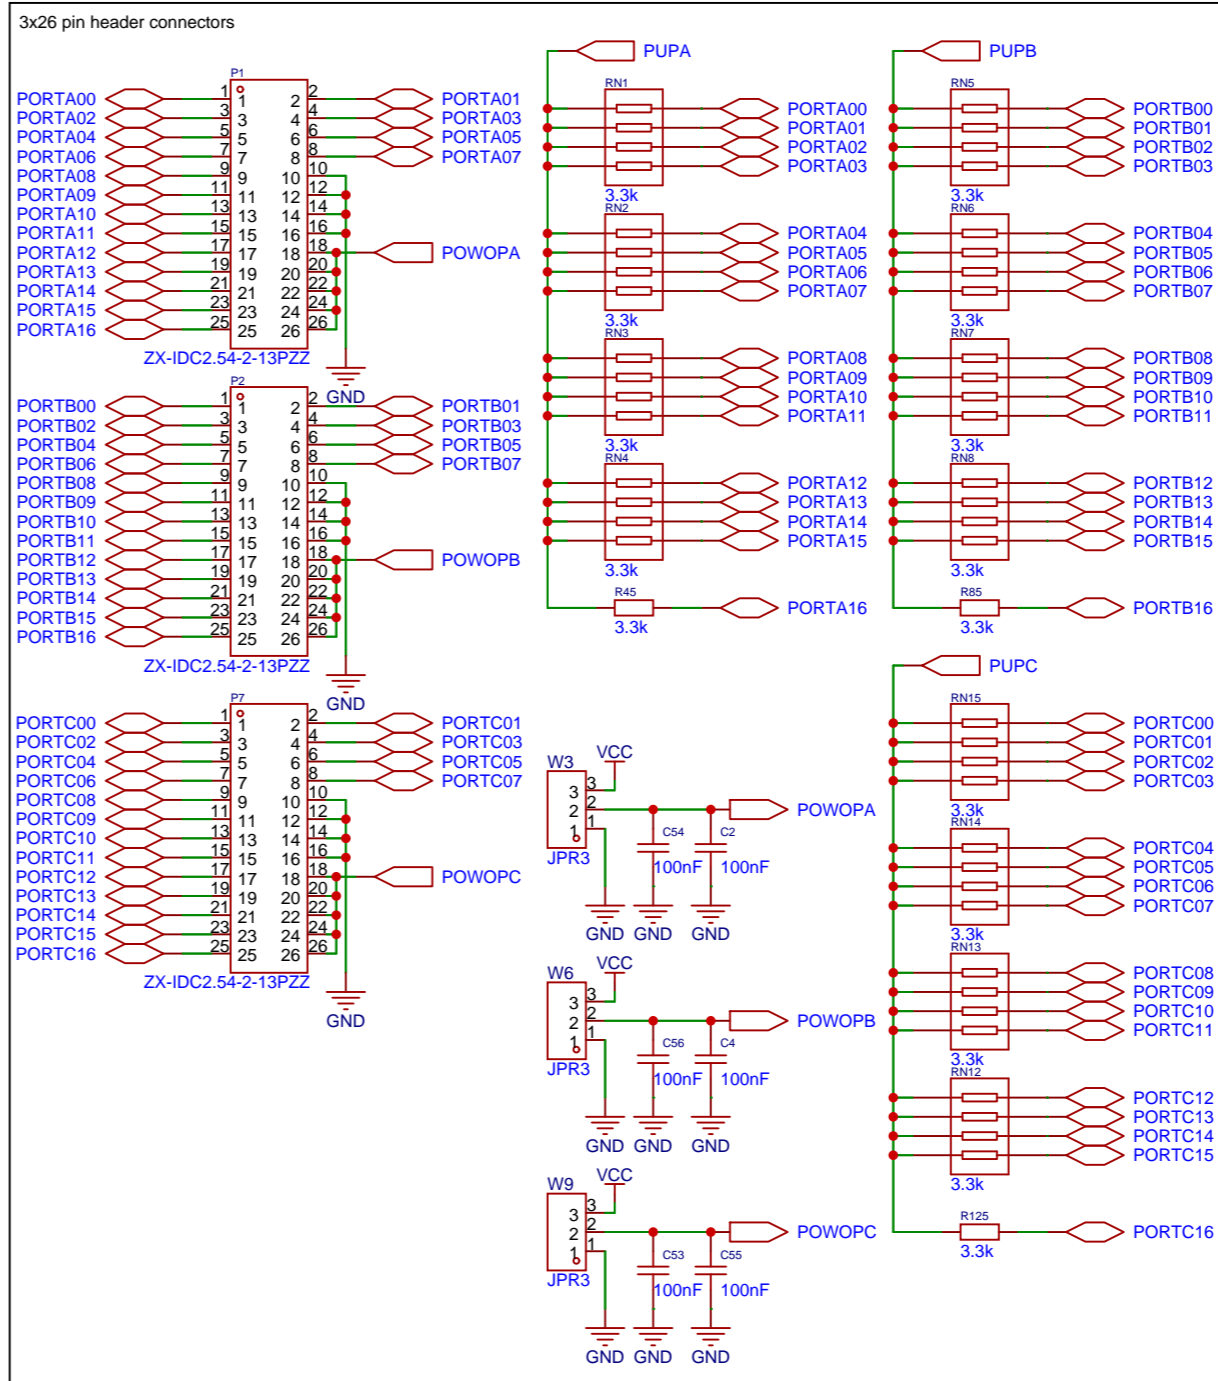 3x26 pin header connectors
P1
PORTA00 1 1 2 2 PORTA01
PORTA02 3 3 4 4 PORTA03
PORTA04 5 5 6 6 PORTA05
PORTA06 7 7 8 8 PORTA07
PORTA08 9 9 10 10
PORTA09 11 11 12 12
PORTA10 13 13 14 14
PORTA11 15 15 16 16
PORTA12 17 17 18 18 POWOPA
PORTA13 19 19 20 20
PORTA14 21 21 22 22
PORTA15 23 23 24 24
PORTA16 25 25 26 26
ZX-IDC2.54-2-13PZZ
GND
P2
PORTB00 1 1 2 2 PORTB01
PORTB02 3 3 4 4 PORTB03
PORTB04 5 5 6 6 PORTB05
PORTB06 7 7 8 8 PORTB07
PORTB08 9 9 10 10
PORTB09 11 11 12 12
PORTB10 13 13 14 14
PORTB11 15 15 16 16
PORTB12 17 17 18 18 POWOPB
PORTB13 19 19 20 20
PORTB14 21 21 22 22
PORTB15 23 23 24 24
PORTB16 25 25 26 26
ZX-IDC2.54-2-13PZZ
GND
P7
PORTC00 1 1 2 2 PORTC01
PORTC02 3 3 4 4 PORTC03
PORTC04 5 5 6 6 PORTC05
PORTC06 7 7 8 8 PORTC07
PORTC08 9 9 10 10
PORTC09 11 11 12 12
PORTC10 13 13 14 14
PORTC11 15 15 16 16
PORTC12 17 17 18 18 POWOPC
PORTC13 19 19 20 20
PORTC14 21 21 22 22
PORTC15 23 23 24 24
PORTC16 25 25 26 26
ZX-IDC2.54-2-13PZZ
GND
PUPA
RN1
PORTA00
PORTA01
PORTA02
PORTA03
3.3k
RN2
PORTA04
PORTA05
PORTA06
PORTA07
3.3k
RN3
PORTA08
PORTA09
PORTA10
PORTA11
3.3k
RN4
PORTA12
PORTA13
PORTA14
PORTA15
3.3k
R45
PORTA16
3.3k
PUPB
RN5
PORTB00
PORTB01
PORTB02
PORTB03
3.3k
RN6
PORTB04
PORTB05
PORTB06
PORTB07
3.3k
RN7
PORTB08
PORTB09
PORTB10
PORTB11
3.3k
RN8
PORTB12
PORTB13
PORTB14
PORTB15
3.3k
R85
PORTB16
3.3k
W3 VCC
3 3
2 2 POWOPA
1 1
C54 C2
JPR3 100nF 100nF
GND GND GND
W6 VCC
3 3
2 2 POWOPB
1 1
C56 C4
JPR3 100nF 100nF
GND GND GND
W9 VCC
3 3
2 2 POWOPC
1 1
C53 C55
JPR3 100nF 100nF
GND GND GND
PUPC
RN15
PORTC00
PORTC01
PORTC02
PORTC03
3.3k
RN14
PORTC04
PORTC05
PORTC06
PORTC07
3.3k
RN13
PORTC08
PORTC09
PORTC10
PORTC11
3.3k
RN12
PORTC12
PORTC13
PORTC14
PORTC15
3.3k
R125
PORTC16
3.3k